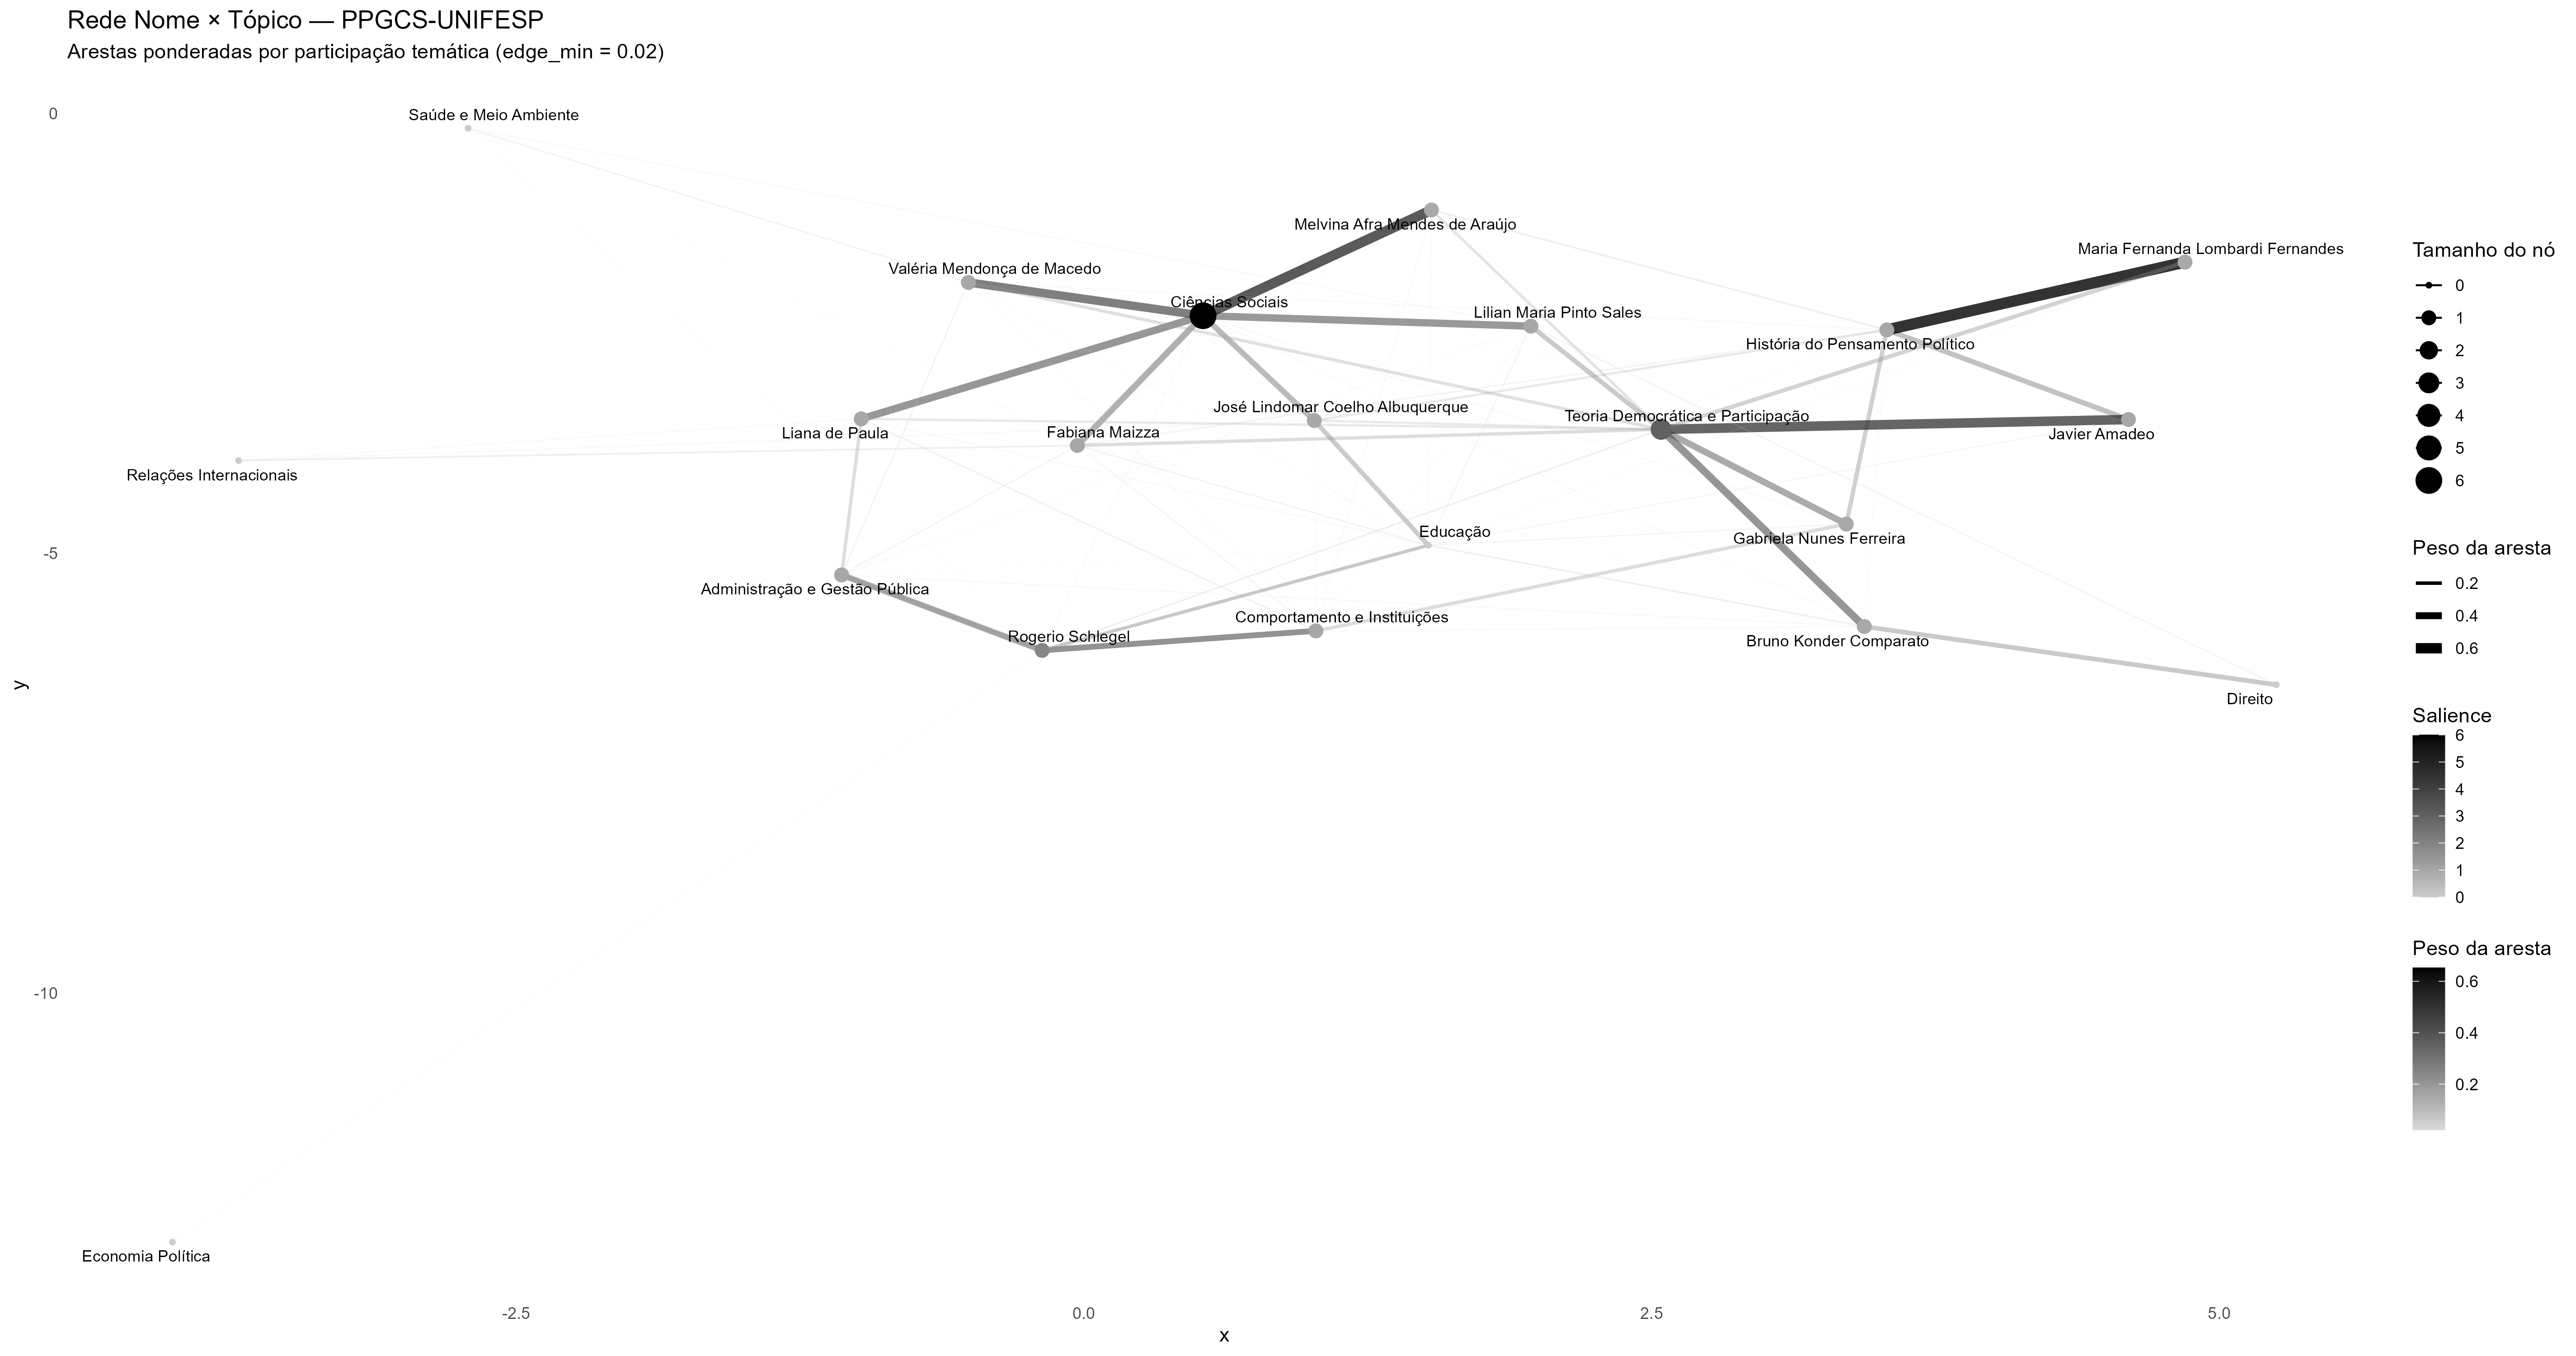 Rede Nome × Tópico — PPGCS-UNIFESP
Arestas ponderadas por participação temática (edge_min = 0.02)
0
-5
-10
y
Saúde e Meio Ambiente
Melvina Afra Mendes de Araújo
Maria Fernanda Lombardi Fernandes
Valéria Mendonça de Macedo
Ciências Sociais
Lilian Maria Pinto Sales
História do Pensamento Político
José Lindomar Coelho Albuquerque
Teoria Democrática e Participação
Liana de Paula
Fabiana Maizza
Javier Amadeo
Relações Internacionais
Educação
Gabriela Nunes Ferreira
Administração e Gestão Pública
Comportamento e Instituições
Rogerio Schlegel
Bruno Konder Comparato
Direito
Economia Política
-2.5
0.0
2.5
5.0
x
Tamanho do nó
0
1
2
3
4
5
6
Peso da aresta
0.2
0.4
0.6
Salience
6
5
4
3
2
1
0
Peso da aresta
0.6
0.4
0.2